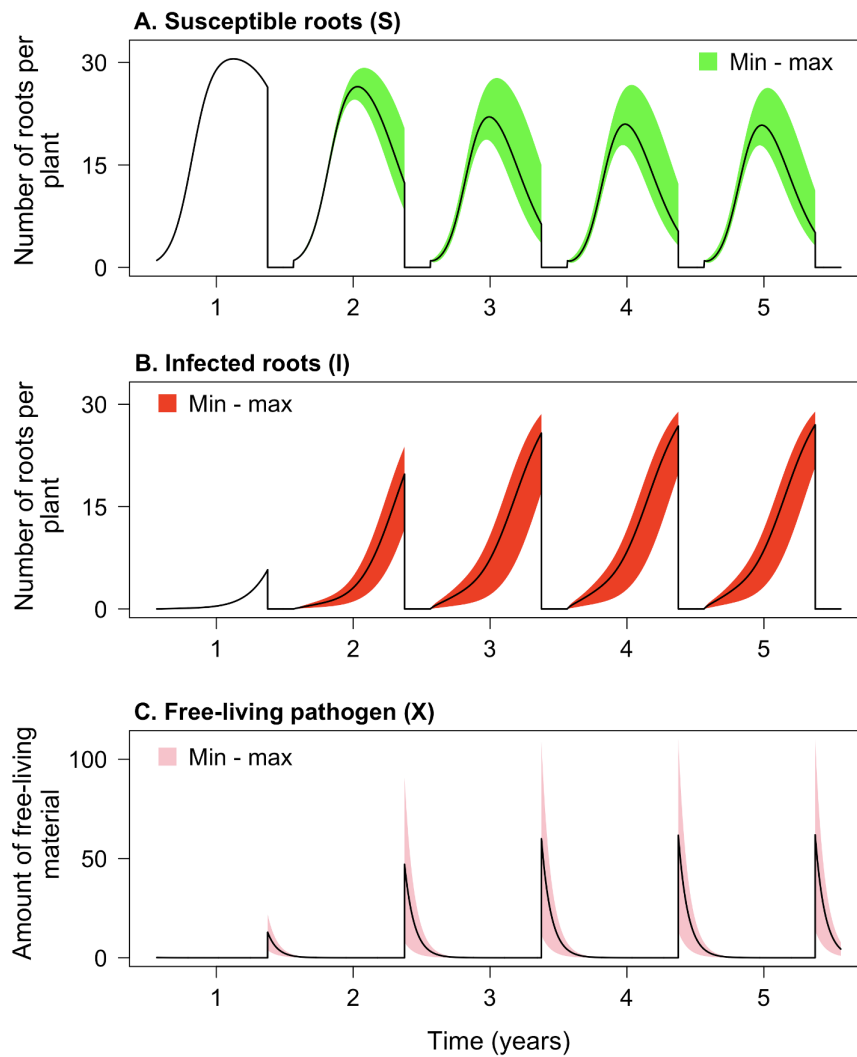 A. Susceptible roots (S)
Number of roots per
plant
30
15
0
Min - max
1 2 3 4 5
B. Infected roots (I)
Number of roots per
plant
30
15
0
Min - max
1 2 3 4 5
C. Free-living pathogen (X)
Amount of free-living
material
100
50
0
Min - max
1 2 3 4 5
Time (years)